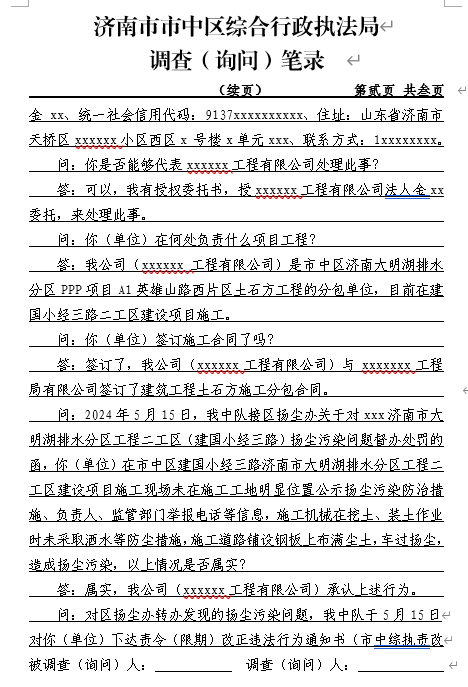 济南市市中区综合行政执法局
调查（询问）笔录
（续页） 第贰页 共叁页
金 xx、统一社会信用代码：9137xxxxxxxxxx、住址：山东省济南市
天桥区 xxxxxx 小区西区 x 号楼 x 单元 xxx、联系方式：1xxxxxxxx。
问：你是否能够代表 xxxxxx 工程有限公司处理此事？
答：可以，我有授权委托书，授 xxxxxx 工程有限公司法人金 xx
委托，来处理此事。
问：你（单位）在何处负责什么项目工程？
答：我公司（xxxxxx 工程有限公司）是市中区济南大明湖排水
分区 PPP 项目 A1 英雄山路西片区土石方工程的分包单位，目前在建
国小经三路二工区建设项目施工。
问：你（单位）签订施工合同了吗？
答：签订了，我公司（xxxxxx 工程有限公司）与 xxxxxxx 工程
局有限公司签订了建筑工程土石方施工分包合同。
问：2024 年 5 月 15 日，我中队接区扬尘办关于对 xxx 济南市大
明湖排水分区工程二工区（建国小经三路）扬尘污染问题督办处罚的
函，你（单位）在市中区建国小经三路济南市大明湖排水分区工程二
工区建设项目施工现场未在施工工地明显位置公示扬尘污染防治措
施、负责人、监管部门举报电话等信息，施工机械在挖土、装土作业
时未采取洒水等防尘措施，施工道路铺设钢板上布满尘土，车过扬尘，
造成扬尘污染，以上情况是否属实？
答：属实，我公司（xxxxxx 工程有限公司）承认上述行为。
问：对区扬尘办转办发现的扬尘污染问题，我中队于 5 月 15 日
对你（单位）下达责令（限期）改正违法行为通知书（市中综执责改
被调查（询问）人： 调查（询问）人：